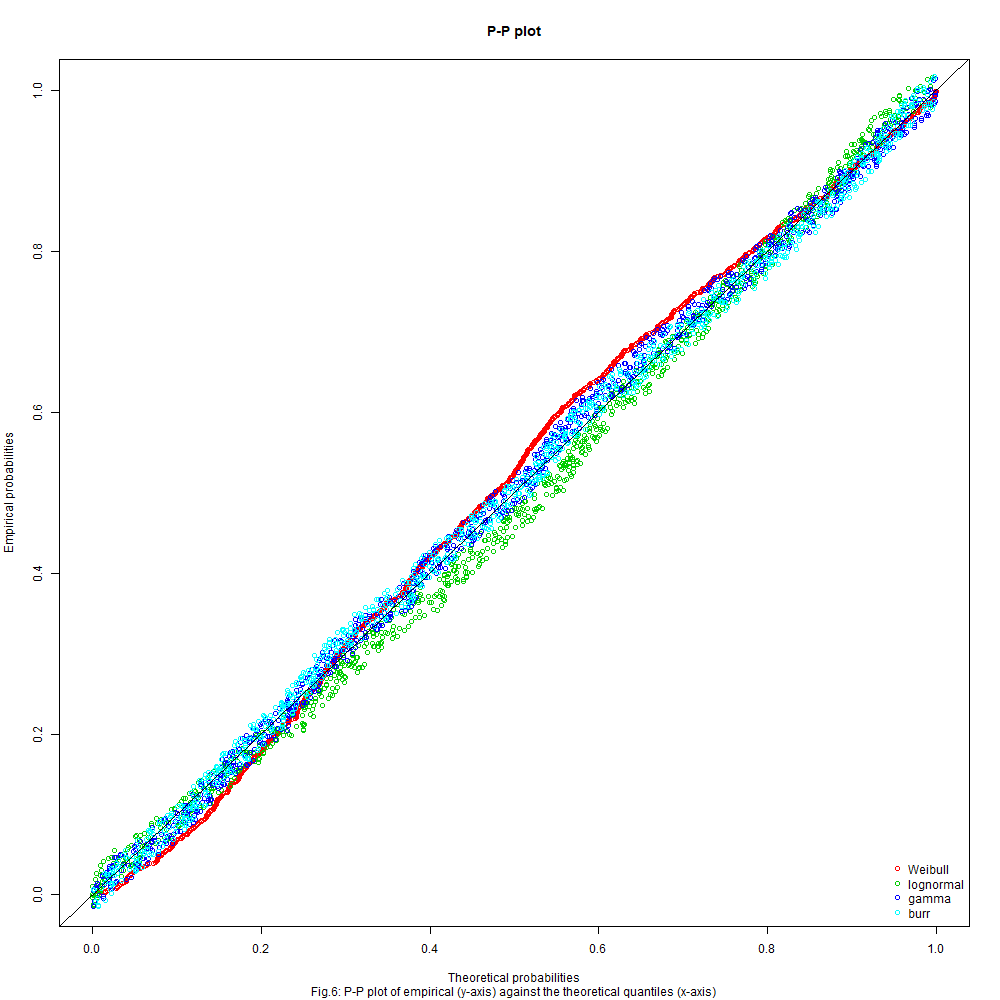 P-P plot
Empirical probabilities
1.0
0.8
0.6
0.4
0.2
0.0
Weibull
lognormal
gamma
burr
0.0 0.2 0.4 0.6 0.8 1.0
Theoretical probabilities
Fig.6: P-P plot of empirical (y-axis) against the theoretical quantiles (x-axis)